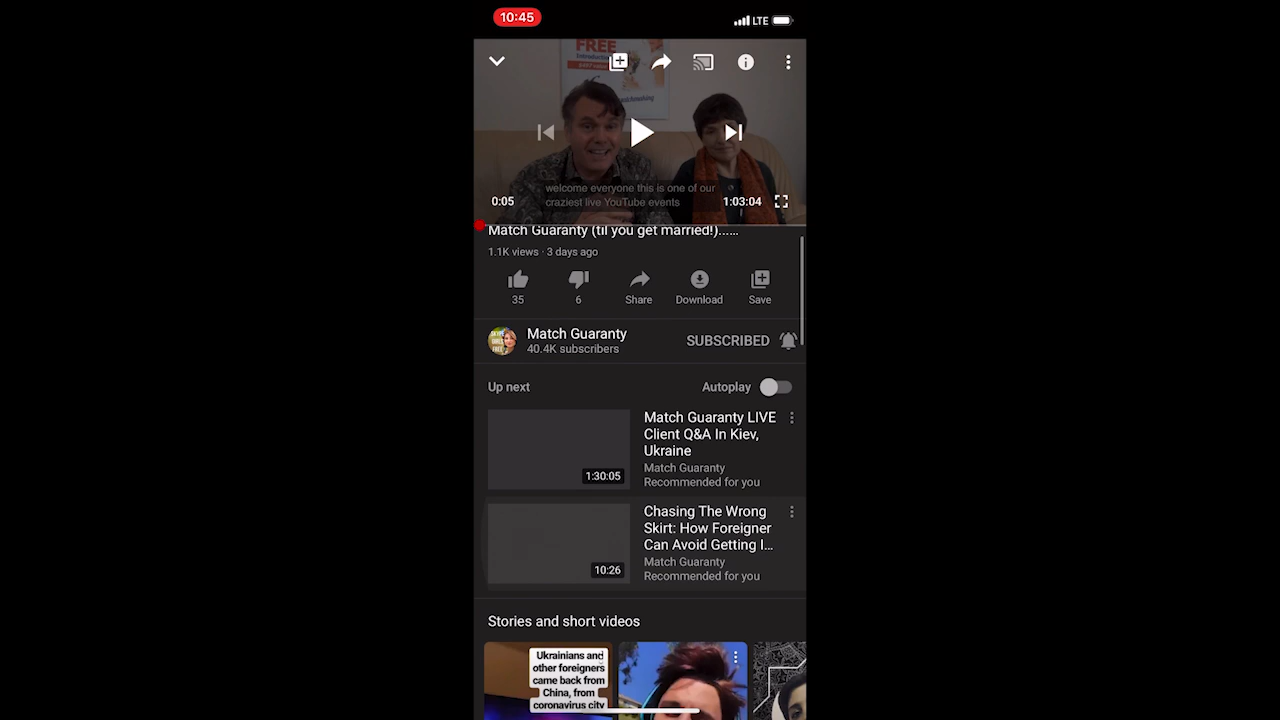 10:45
LTE
FREE
Introduction
0:05
welcome everyone this is one of our
craziest live YouTube events
1:03:04
Match Guaranty (til you get married!)......
1.1K views · 3 days ago
35
6
Share
Download
Save
SKYPE
GIRLS
FREE
Match Guaranty
40.4K subscribers
SUBSCRIBED
Up next
Autoplay
Match Guaranty LIVE
Client Q&A In Kiev,
Ukraine
1:30:05
Match Guaranty
Recommended for you
Chasing The Wrong
Skirt: How Foreigner
Can Avoid Getting I...
10:26
Match Guaranty
Recommended for you
Stories and short videos
Ukrainians and
other foreigners
came back from
China, from
coronavirus city